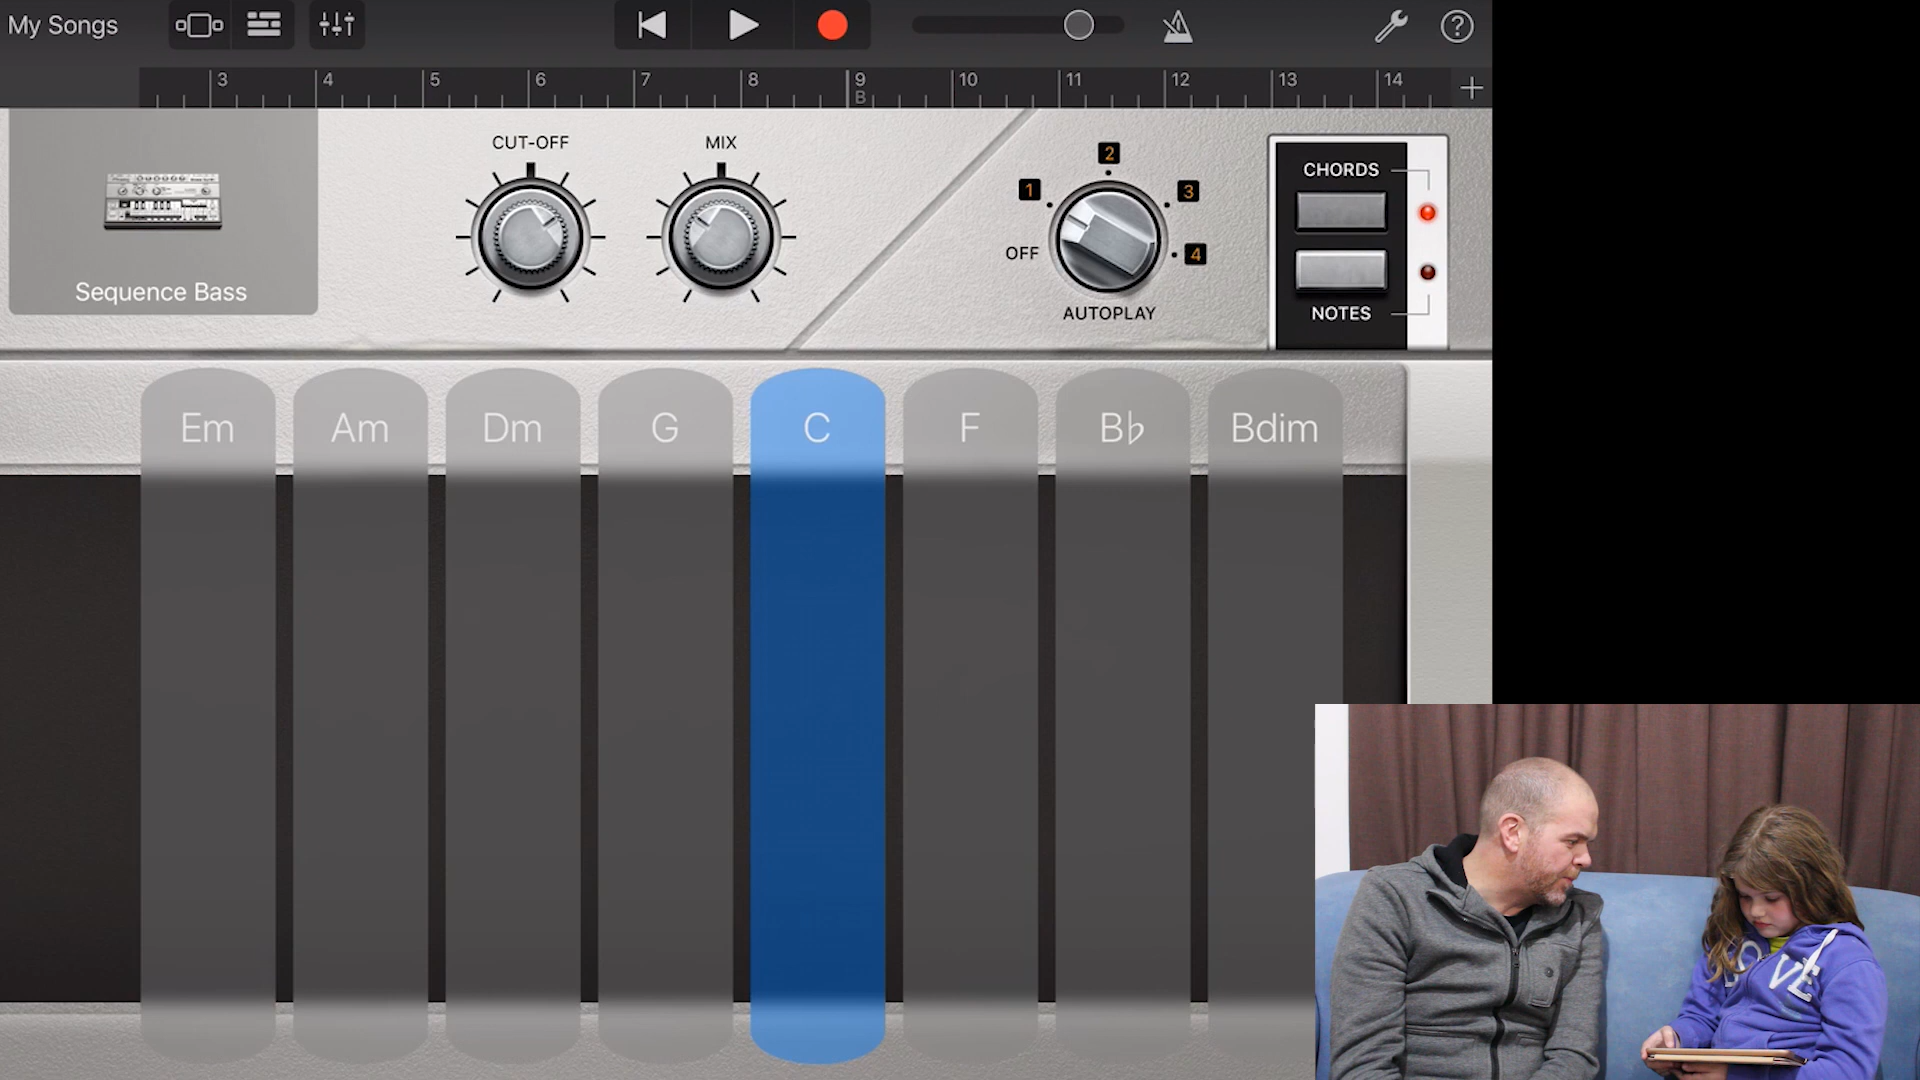 My Songs
3 4 5 6 7 8 9 10 11 12 13 14
B
CUT-OFF MIX
Sequence Bass
2
1 3
OFF 4
AUTOPLAY
CHORDS
NOTES
Em Am Dm G C F B♭ Bdim
LOVE